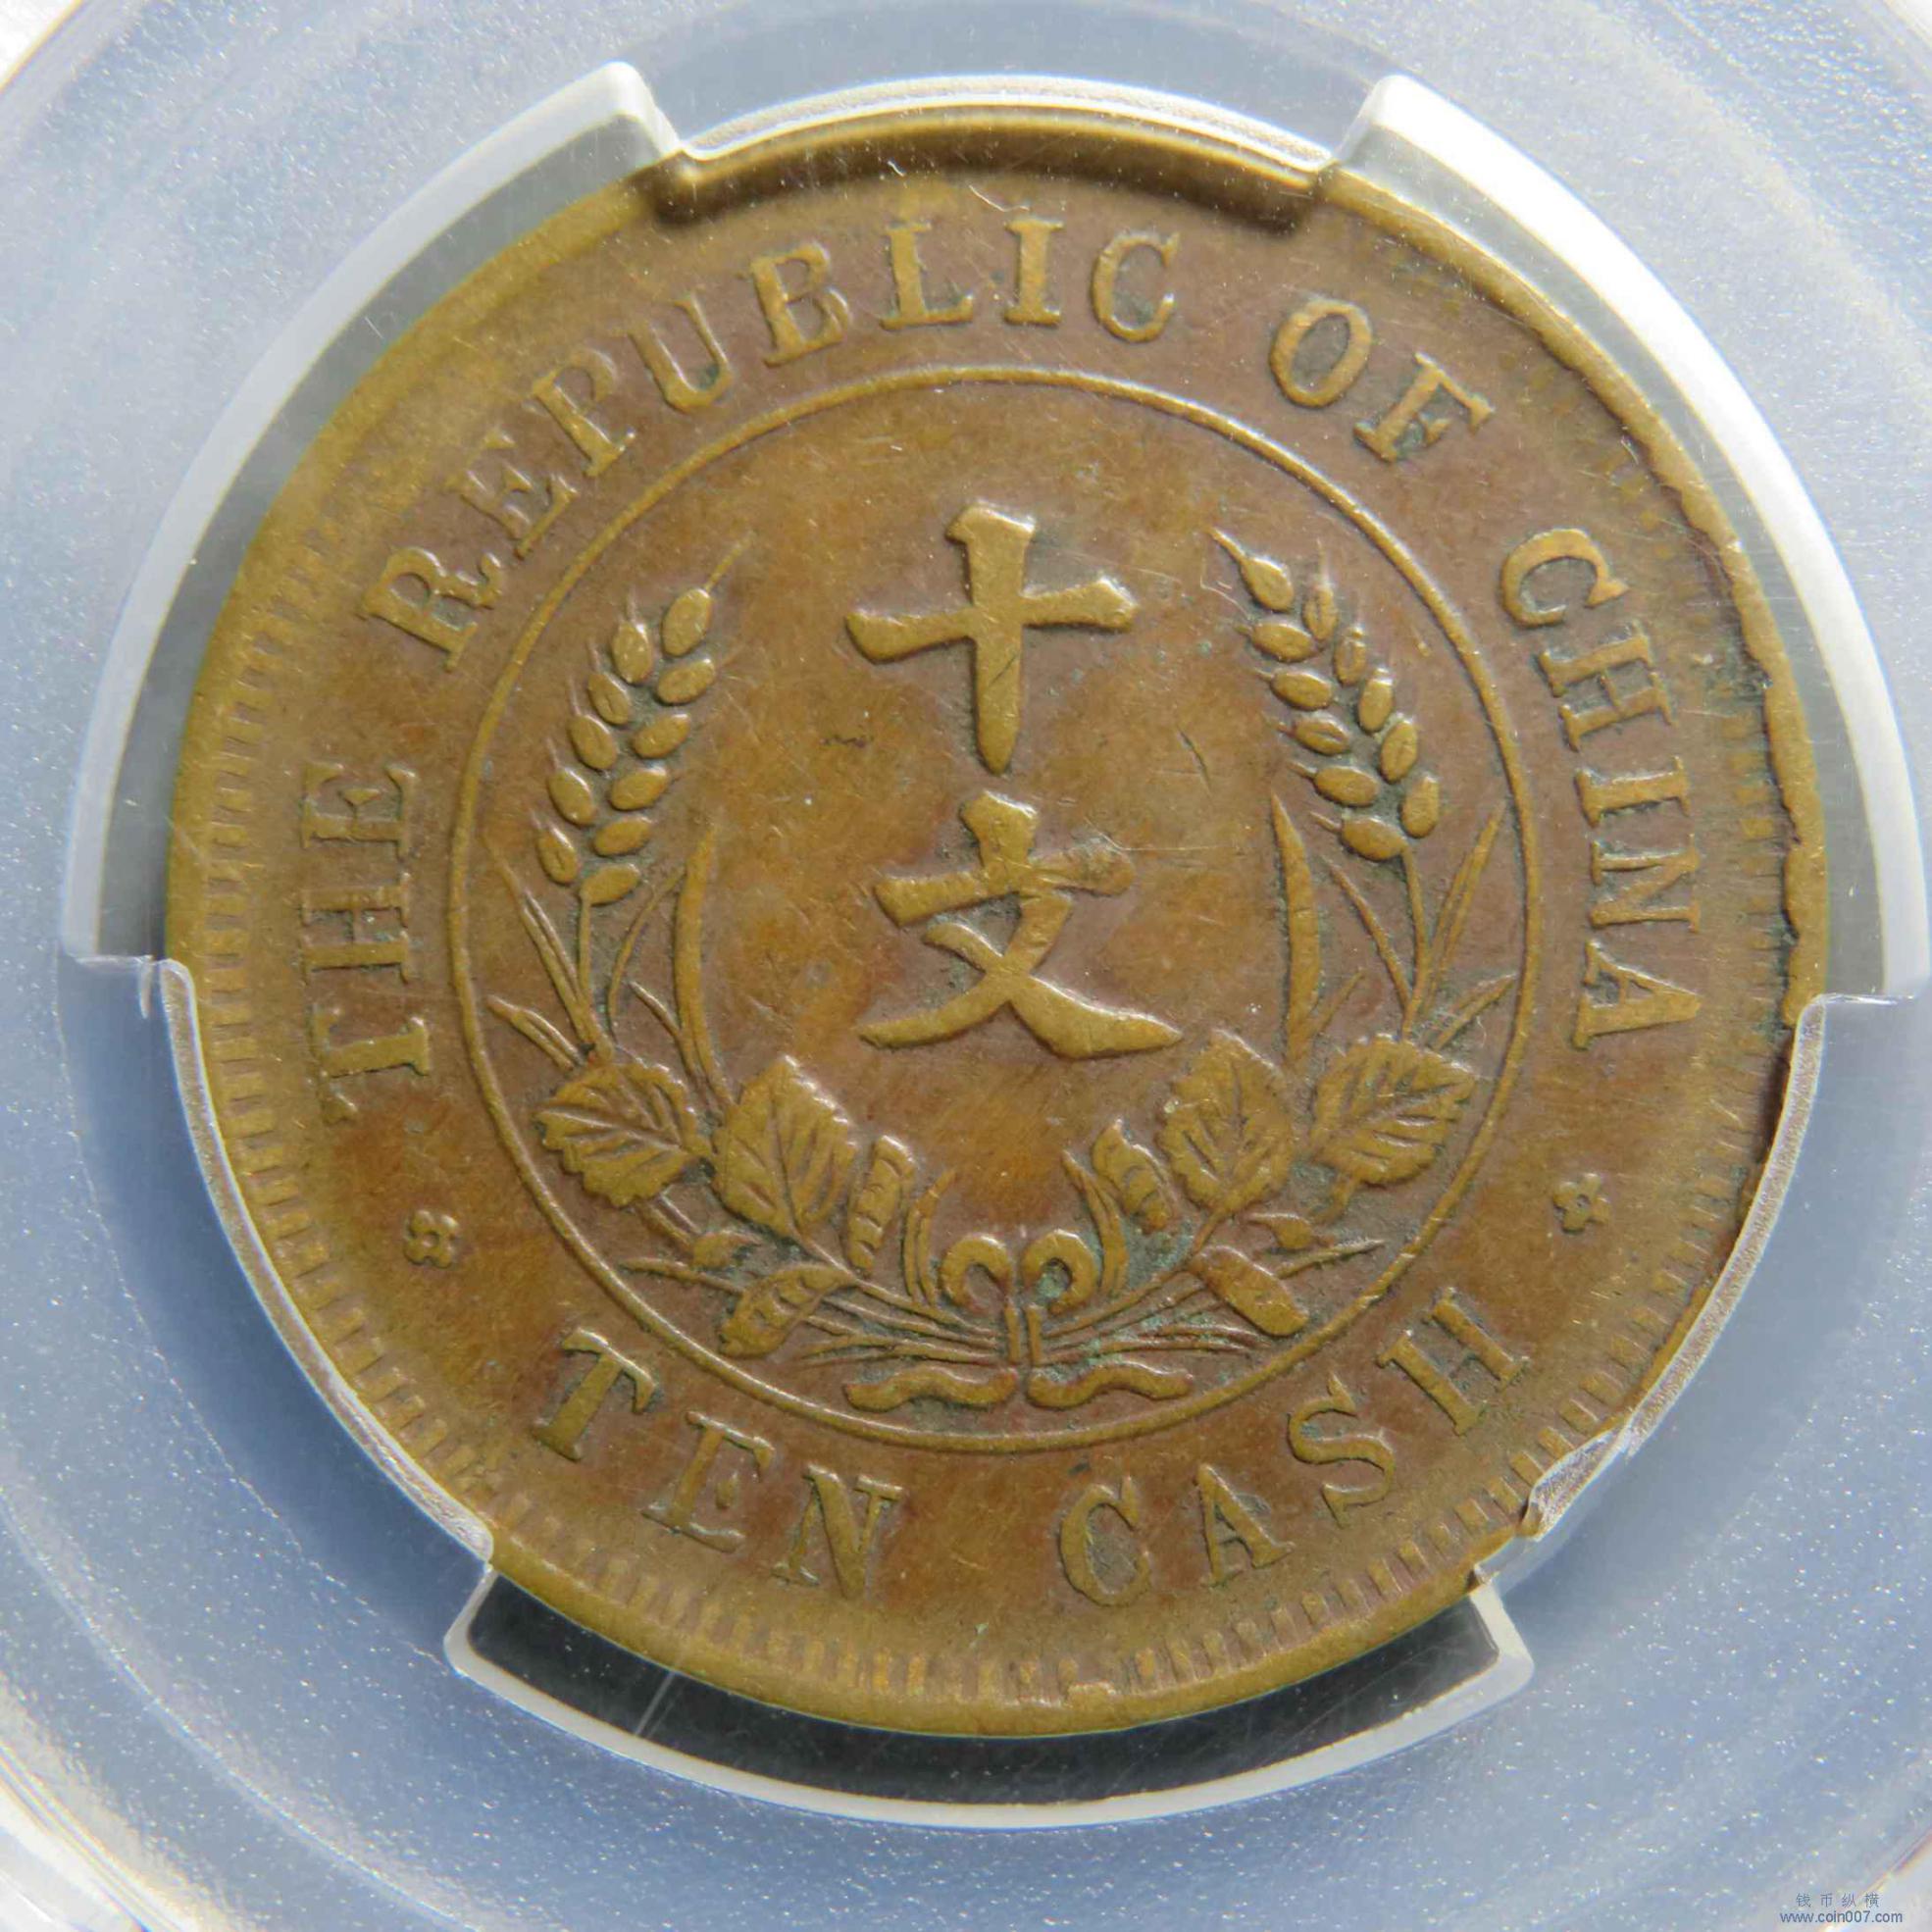 THE REPUBLIC OF CHINA
十
文
TEN CASH
钱币纵横
www.coin007.com